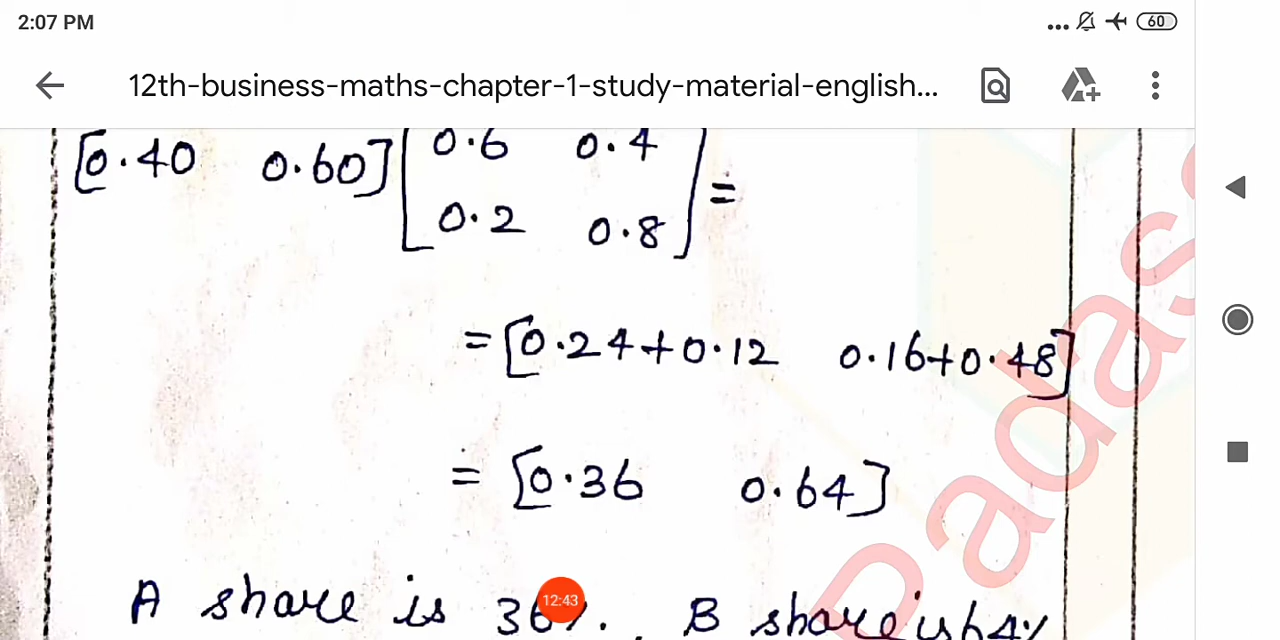 2:07 PM
60
12th-business-maths-chapter-1-study-material-english...
[0.40 0.60] [0.6 0.4
0.2 0.8] =
= [0.24+0.12 0.16+0.48]
= [0.36 0.64]
A share is 36%. B share is 64%
12:43
Padas